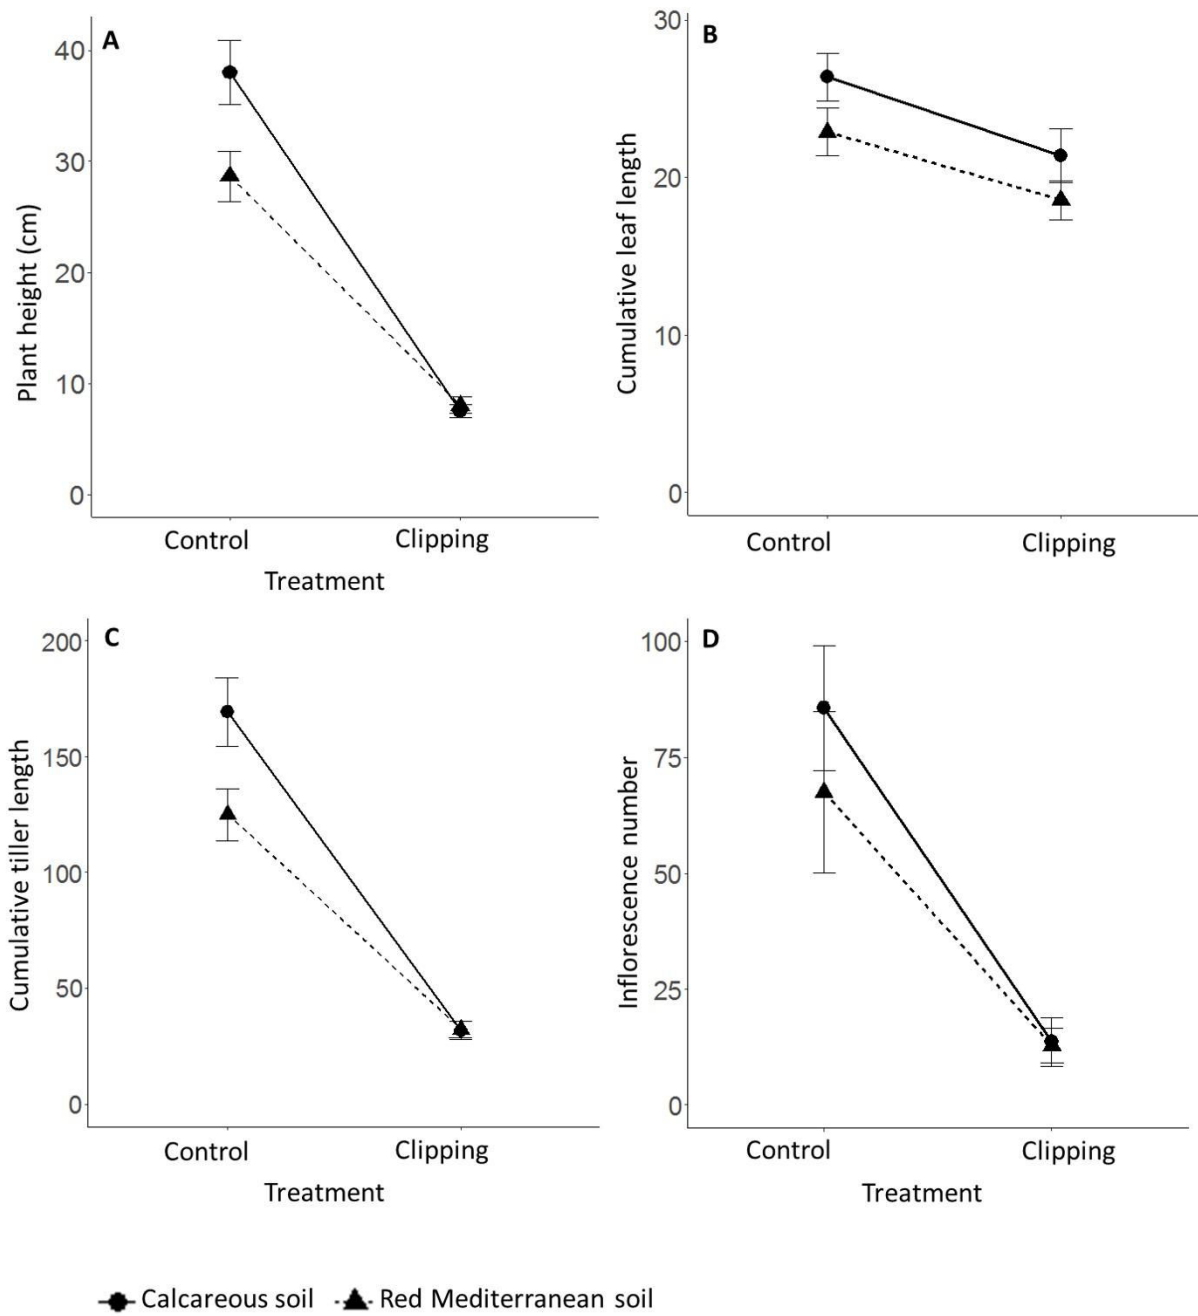 A
40
30
20
10
0
Plant height (cm)
Control
Clipping
Treatment
B
30
20
10
0
Cumulative leaf length
Control
Clipping
C
200
150
100
50
0
Cumulative tiller length
Control
Clipping
Treatment
D
100
75
50
25
0
Inflorescence number
Control
Clipping
Treatment
Calcareous soil
Red Mediterranean soil